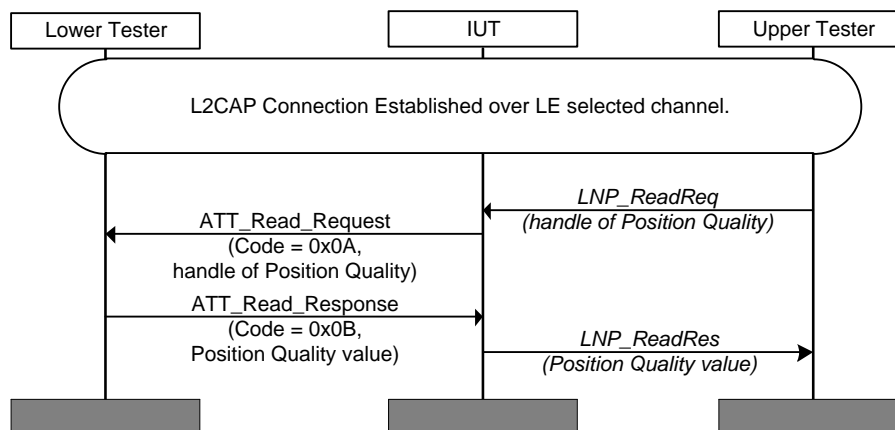 Lower Tester
IUT
Upper Tester
L2CAP Connection Established over LE selected channel.
LNP_ReadReq
(handle of Position Quality)
ATT_Read_Request
(Code = 0x0A,
handle of Position Quality)
ATT_Read_Response
(Code = 0x0B,
Position Quality value)
LNP_ReadRes
(Position Quality value)